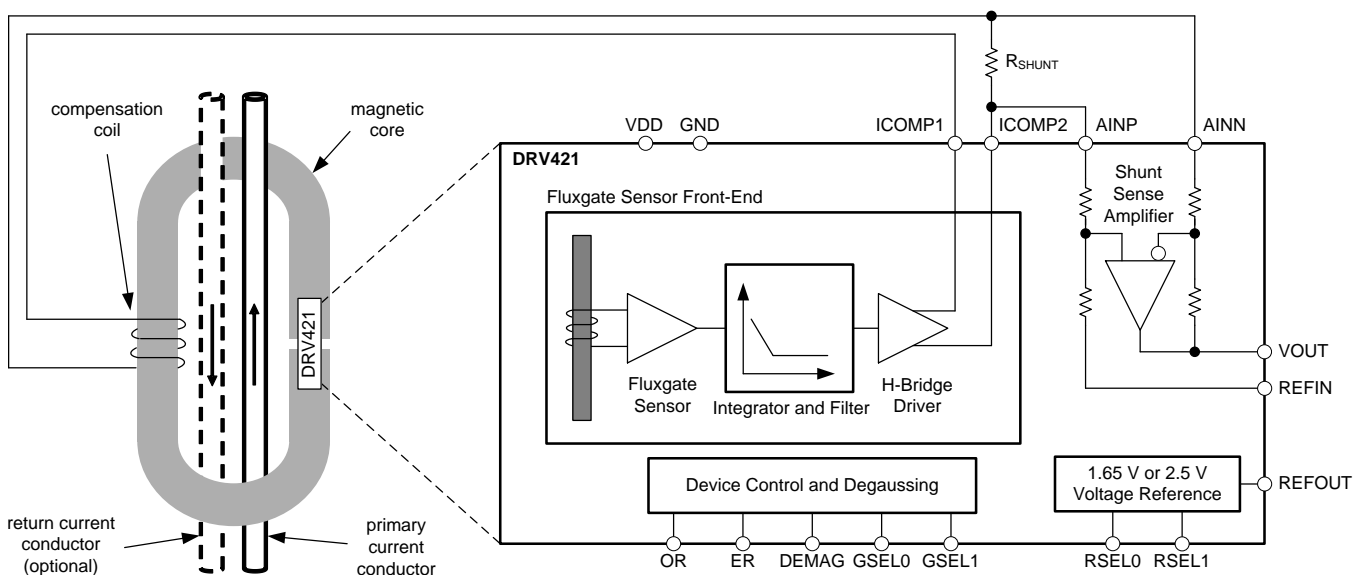 R_SHUNT
compensation
coil
magnetic
core
VDD
GND
ICOMP1
ICOMP2
AINP
AINN
DRV421
Shunt
Sense
Amplifier
Fluxgate Sensor Front-End
DRV421
Fluxgate
Sensor
Integrator and Filter
H-Bridge
Driver
VOUT
REFIN
Device Control and Degaussing
1.65 V or 2.5 V
Voltage Reference
REFOUT
return current
conductor
(optional)
primary
current
conductor
OR
ER
DEMAG
GSEL0
GSEL1
RSEL0
RSEL1